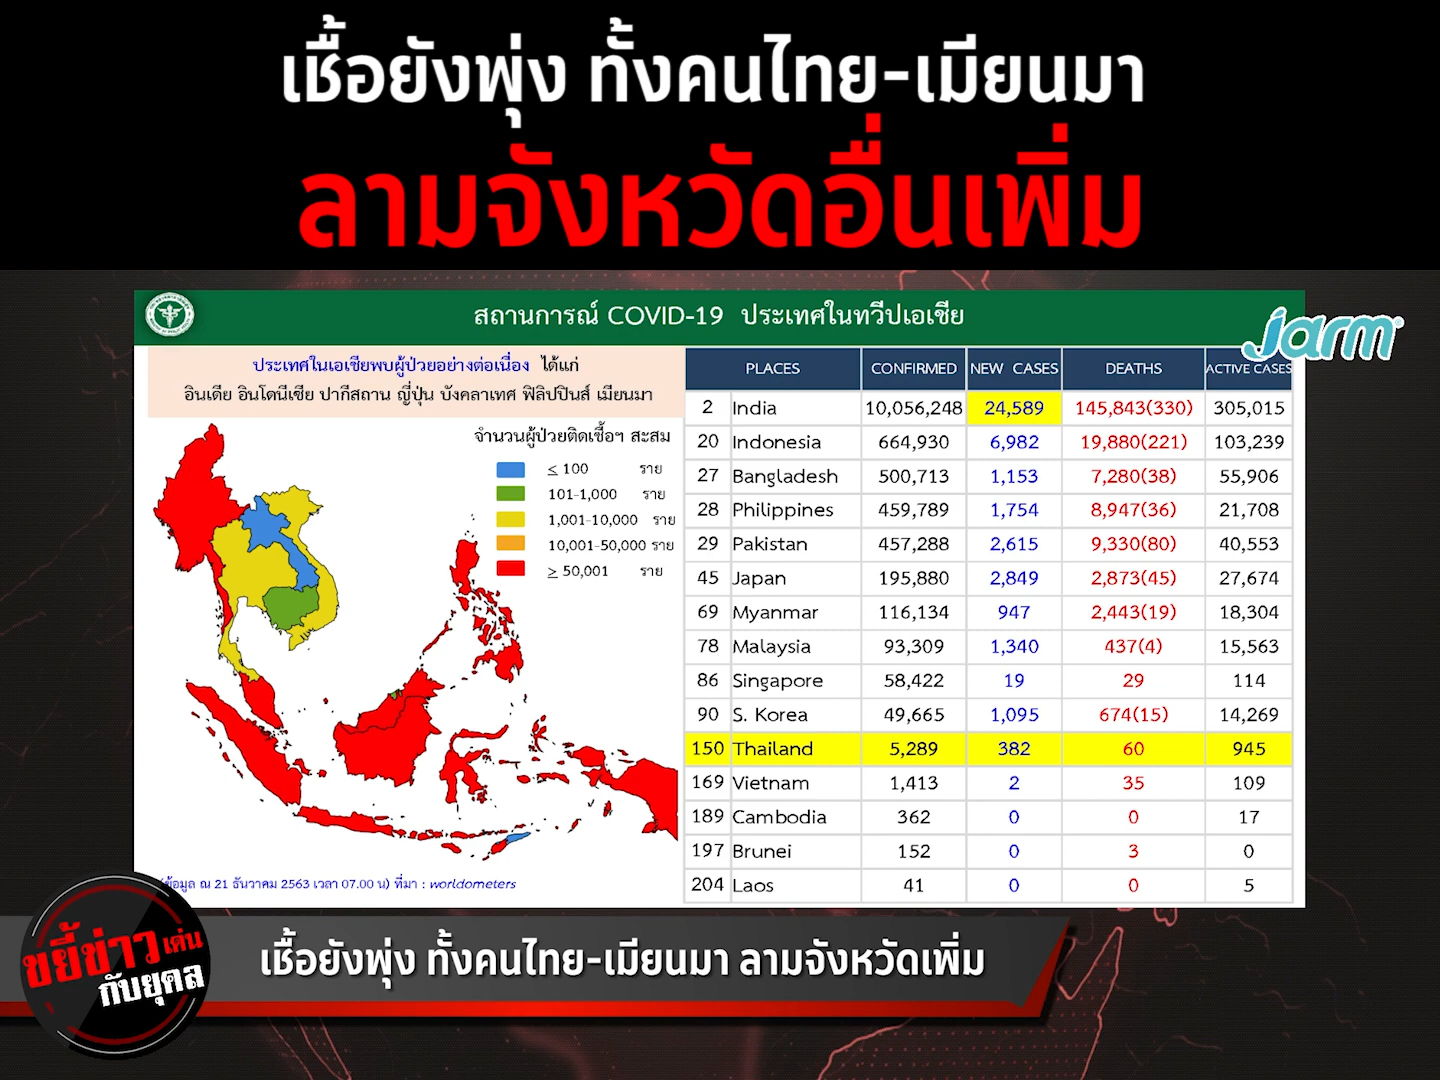 เชื้อยังพุ่ง ทั้งคนไทย-เมียนมา
ลามจังหวัดอื่นเพิ่ม
สถานการณ์ COVID-19 ประเทศในทวีปเอเชีย
jarm
ประเทศในเอเชียพบผู้ป่วยอย่างต่อเนื่อง ได้แก่
อินเดีย อินโดนีเซีย ปากีสถาน ญี่ปุ่น บังคลาเทศ ฟิลิปปินส์ เมียนมา
จำนวนผู้ป่วยติดเชื้อฯ สะสม
≤ 100 ราย
101-1,000 ราย
1,001-10,000 ราย
10,001-50,000 ราย
≥ 50,001 ราย
PLACES CONFIRMED NEW CASES DEATHS ACTIVE CASES
2 India 10,056,248 24,589 145,843(330) 305,015
20 Indonesia 664,930 6,982 19,880(221) 103,239
27 Bangladesh 500,713 1,153 7,280(38) 55,906
28 Philippines 459,789 1,754 8,947(36) 21,708
29 Pakistan 457,288 2,615 9,330(80) 40,553
45 Japan 195,880 2,849 2,873(45) 27,674
69 Myanmar 116,134 947 2,443(19) 18,304
78 Malaysia 93,309 1,340 437(4) 15,563
86 Singapore 58,422 19 29 114
90 S. Korea 49,665 1,095 674(15) 14,269
150 Thailand 5,289 382 60 945
169 Vietnam 1,413 2 35 109
189 Cambodia 362 0 0 17
197 Brunei 152 0 3 0
204 Laos 41 0 0 5
(ข้อมูล ณ 21 ธันวาคม 2563 เวลา 07.00 น) ที่มา : worldometers
ขยี้ข่าวเด่น
กับยุคล
เชื้อยังพุ่ง ทั้งคนไทย-เมียนมา ลามจังหวัดเพิ่ม